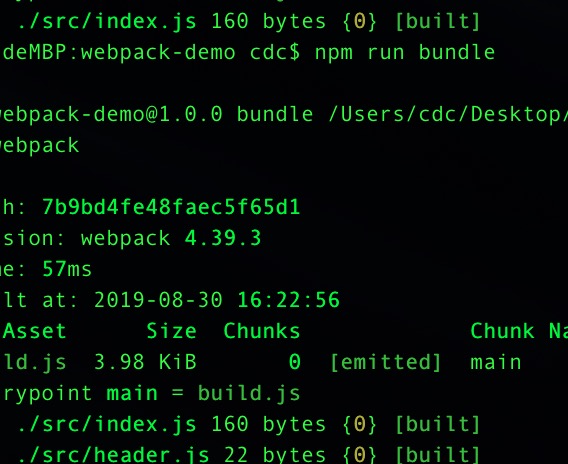 ./src/index.js 160 bytes {0} [built]
deMBP:webpack-demo cdc$ npm run bundle
webpack-demo@1.0.0 bundle /Users/cdc/Desktop/
webpack
h: 7b9bd4fe48faec5f65d1
sion: webpack 4.39.3
e: 57ms
lt at: 2019-08-30 16:22:56
Asset Size Chunks Chunk Na
ld.js 3.98 KiB 0 [emitted] main
rypoint main = build.js
./src/index.js 160 bytes {0} [built]
./src/header.js 22 bytes {0} [built]